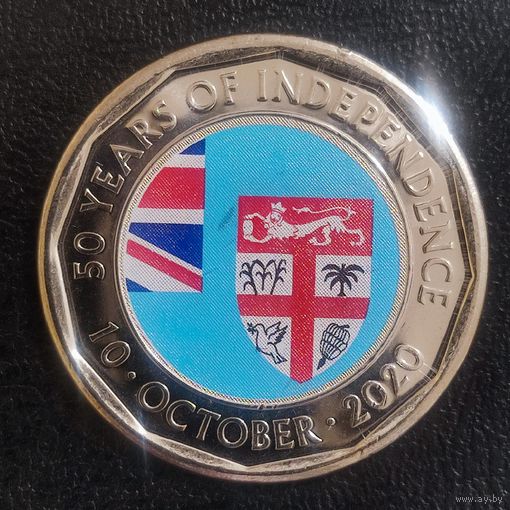 50 YEARS OF INDEPENDENCE
10 · OCTOBER · 2020
www.ay.by